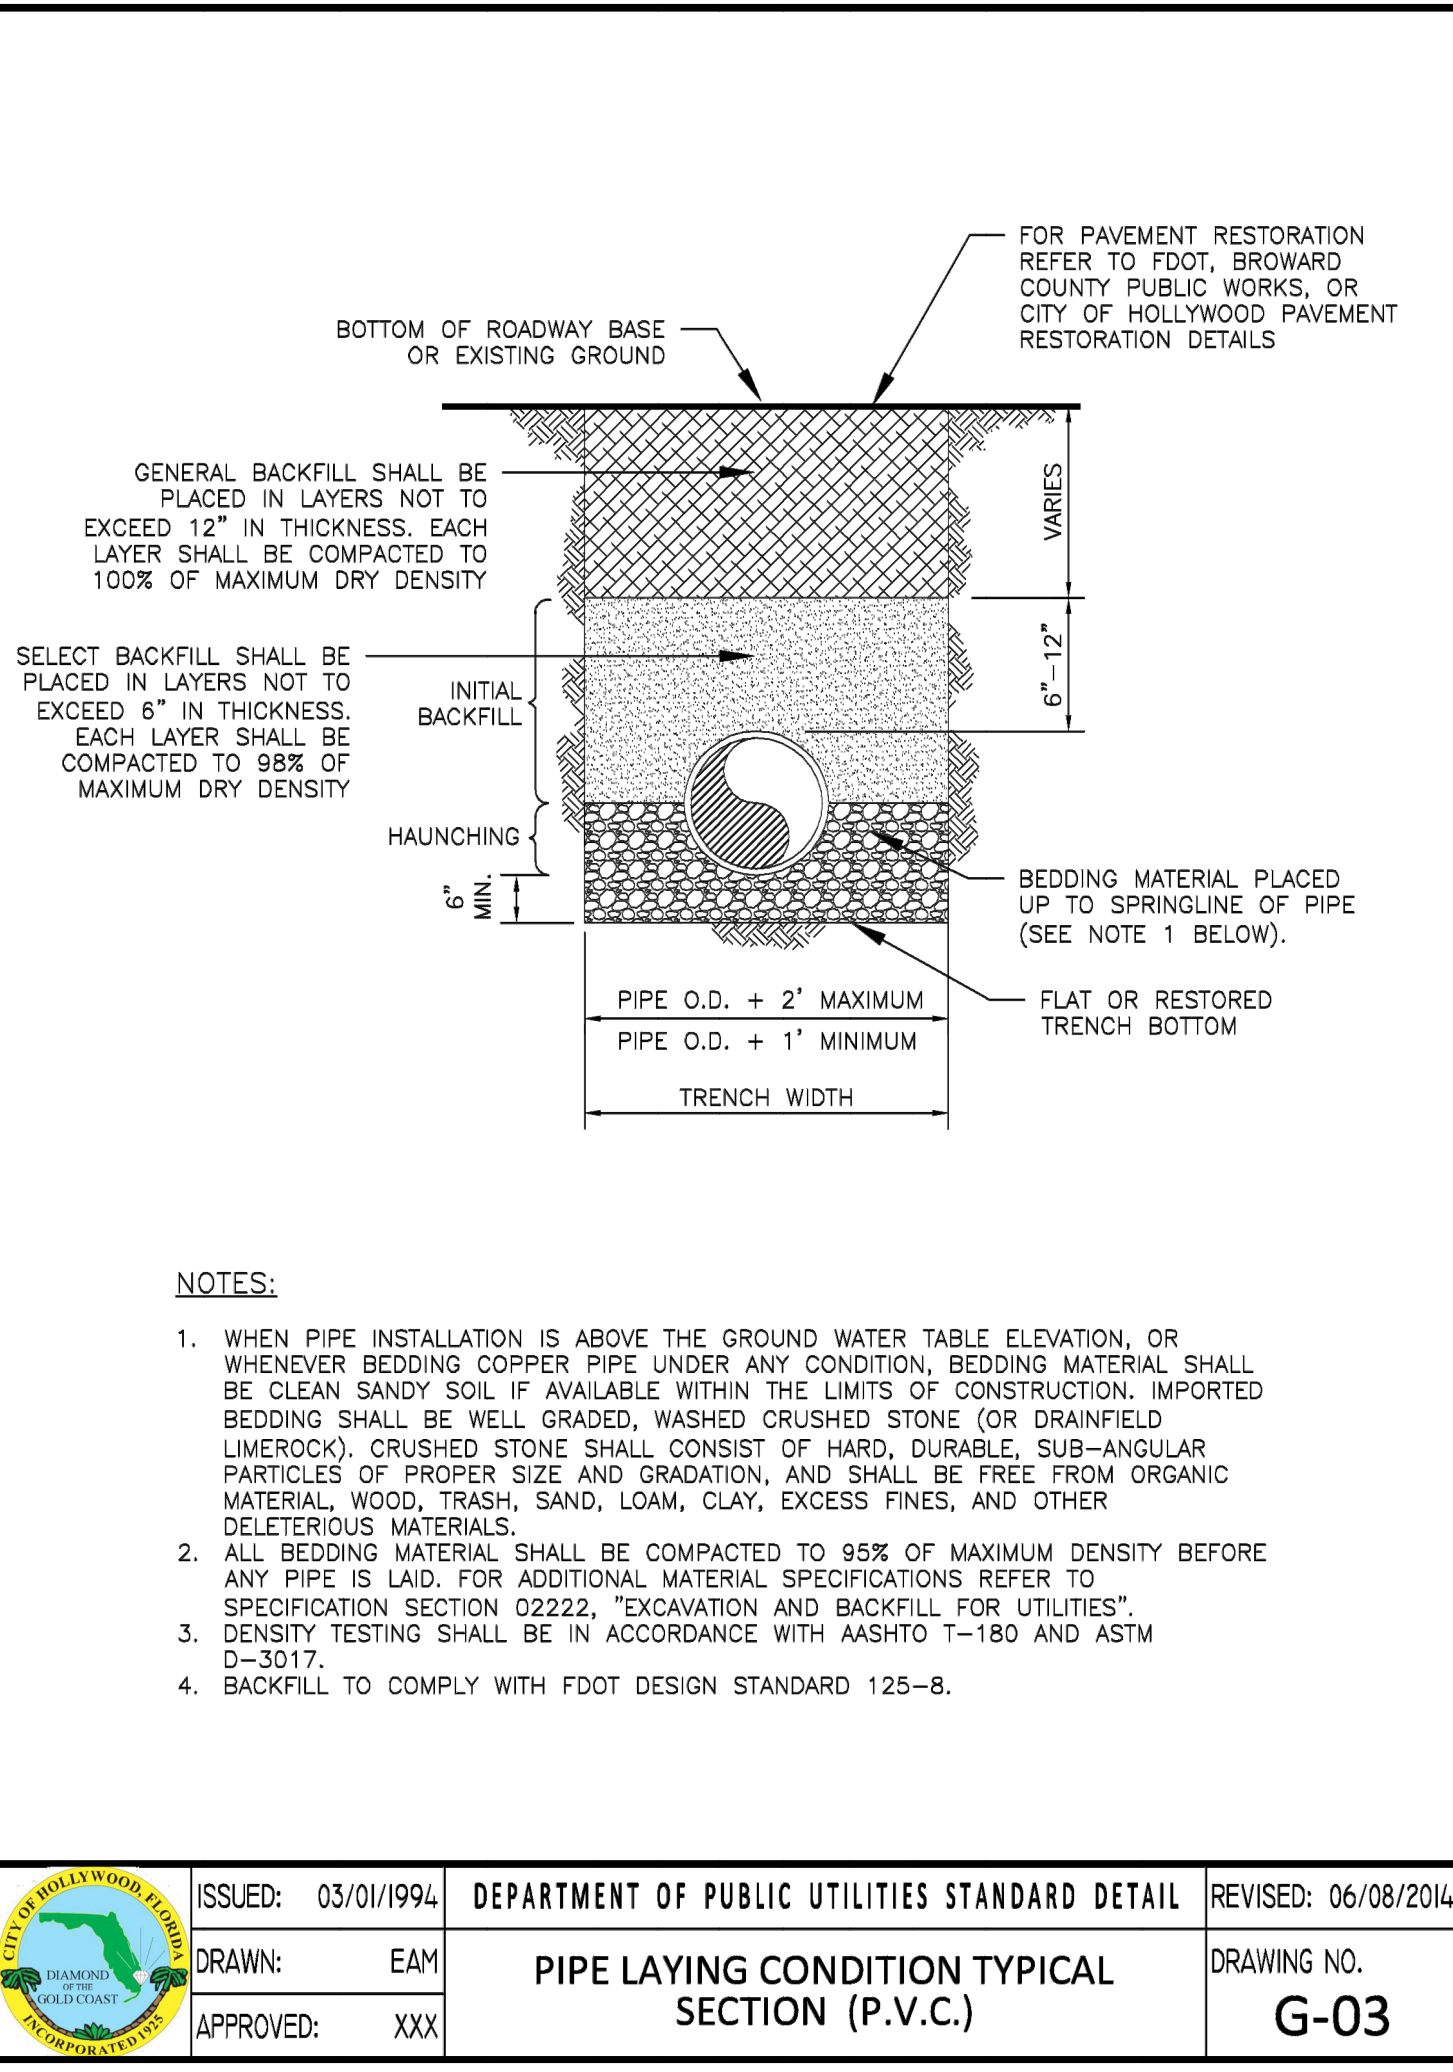 FOR PAVEMENT RESTORATION
REFER TO FDOT, BROWARD
COUNTY PUBLIC WORKS, OR
CITY OF HOLLYWOOD PAVEMENT
RESTORATION DETAILS
BOTTOM OF ROADWAY BASE
OR EXISTING GROUND
GENERAL BACKFILL SHALL BE
PLACED IN LAYERS NOT TO
EXCEED 12" IN THICKNESS. EACH
LAYER SHALL BE COMPACTED TO
100% OF MAXIMUM DRY DENSITY
VARIES
SELECT BACKFILL SHALL BE
PLACED IN LAYERS NOT TO
EXCEED 6" IN THICKNESS.
EACH LAYER SHALL BE
COMPACTED TO 98% OF
MAXIMUM DRY DENSITY
INITIAL
BACKFILL
6"-12"
HAUNCHING
6"
MIN.
BEDDING MATERIAL PLACED
UP TO SPRINGLINE OF PIPE
(SEE NOTE 1 BELOW).
FLAT OR RESTORED
TRENCH BOTTOM
PIPE O.D. + 2' MAXIMUM
PIPE O.D. + 1' MINIMUM
TRENCH WIDTH
NOTES:
1. WHEN PIPE INSTALLATION IS ABOVE THE GROUND WATER TABLE ELEVATION, OR
WHENEVER BEDDING COPPER PIPE UNDER ANY CONDITION, BEDDING MATERIAL SHALL
BE CLEAN SANDY SOIL IF AVAILABLE WITHIN THE LIMITS OF CONSTRUCTION. IMPORTED
BEDDING SHALL BE WELL GRADED, WASHED CRUSHED STONE (OR DRAINFIELD
LIMEROCK). CRUSHED STONE SHALL CONSIST OF HARD, DURABLE, SUB-ANGULAR
PARTICLES OF PROPER SIZE AND GRADATION, AND SHALL BE FREE FROM ORGANIC
MATERIAL, WOOD, TRASH, SAND, LOAM, CLAY, EXCESS FINES, AND OTHER
DELETERIOUS MATERIALS.
2. ALL BEDDING MATERIAL SHALL BE COMPACTED TO 95% OF MAXIMUM DENSITY BEFORE
ANY PIPE IS LAID. FOR ADDITIONAL MATERIAL SPECIFICATIONS REFER TO
SPECIFICATION SECTION 02222, "EXCAVATION AND BACKFILL FOR UTILITIES".
3. DENSITY TESTING SHALL BE IN ACCORDANCE WITH AASHTO T-180 AND ASTM
D-3017.
4. BACKFILL TO COMPLY WITH FDOT DESIGN STANDARD 125-8.
CITY OF HOLLYWOOD, FLORIDA
DIAMOND
OF THE
GOLD COAST
INCORPORATED 1925
ISSUED: 03/01/1994
DRAWN: EAM
APPROVED: XXX
DEPARTMENT OF PUBLIC UTILITIES STANDARD DETAIL
PIPE LAYING CONDITION TYPICAL
SECTION (P.V.C.)
REVISED: 06/08/2014
DRAWING NO.
G-03